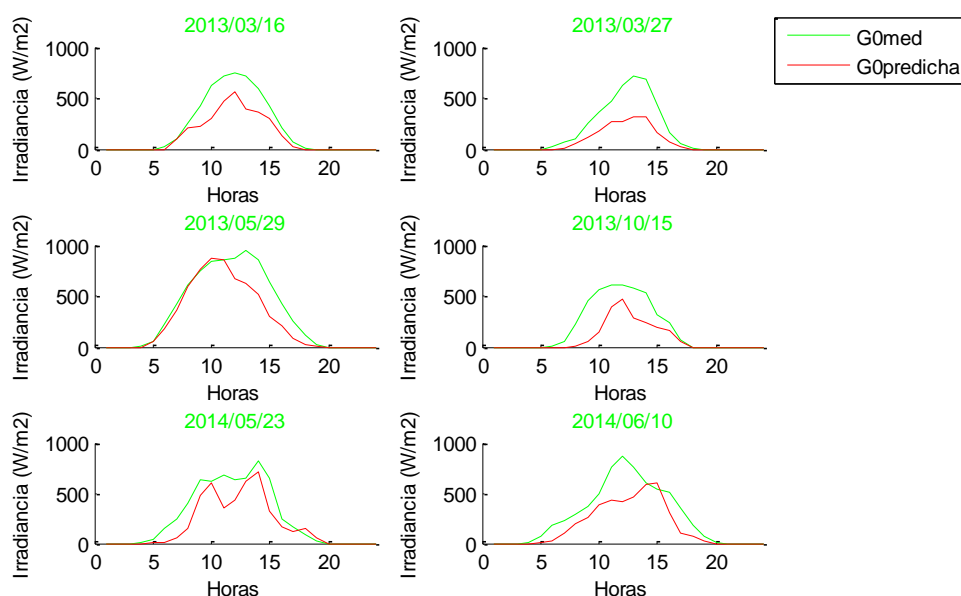 2013/03/16
1000
500
0
Irradiancia (W/m2)
0 5 10 15 20
Horas
2013/03/27
1000
500
0
Irradiancia (W/m2)
0 5 10 15 20
Horas
G0med
G0predicha
2013/05/29
1000
500
0
Irradiancia (W/m2)
0 5 10 15 20
Horas
2013/10/15
1000
500
0
Irradiancia (W/m2)
0 5 10 15 20
Horas
2014/05/23
1000
500
0
Irradiancia (W/m2)
0 5 10 15 20
Horas
2014/06/10
1000
500
0
Irradiancia (W/m2)
0 5 10 15 20
Horas